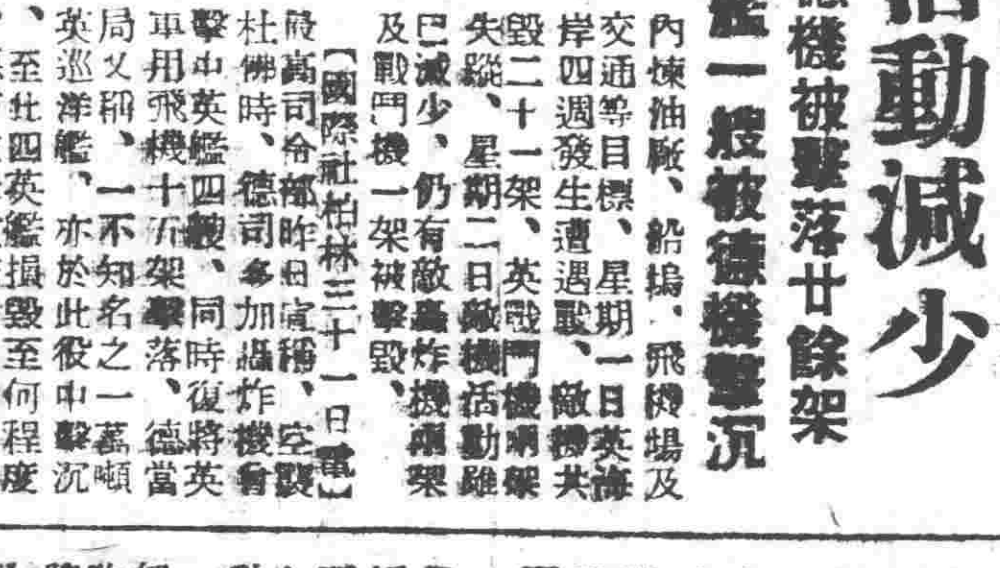 活動減少
機被擊落廿餘架
艦一艘被德機擊沉
內煉油廠、船塢、飛機場及
交通等目標、星期一日英海
岸四週發生遭遇戰、敵機共
毀二十一架、英戰鬥機兩架
失蹤、星期二日敵機活動雖
已減少、仍有敵轟炸機兩架
及戰鬥機一架被擊毀、
【國際社柏林三十一日電】
最高司令部昨日宣稱、空襲
杜佛時、德司多加轟炸機會
擊中英艦四艘、同時復將英
軍用飛機十五架擊落、德當
局又稱、一不知名之一萬噸
英巡洋艦、亦於此役中擊沉
、至此四英艦損毀至何程度